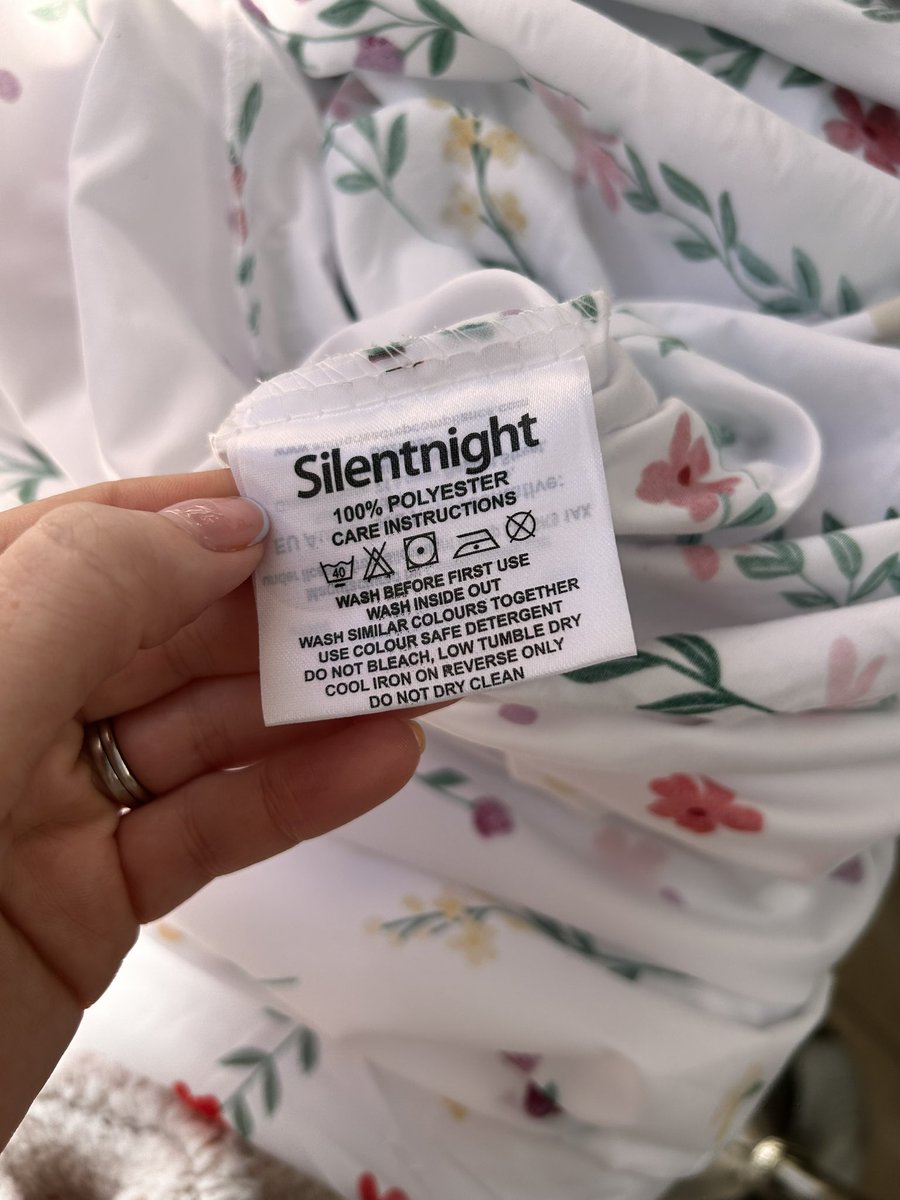 Silentnight
100% POLYESTER
CARE INSTRUCTIONS
40
WASH BEFORE FIRST USE
WASH INSIDE OUT
WASH SIMILAR COLOURS TOGETHER
USE COLOUR SAFE DETERGENT
DO NOT BLEACH, LOW TUMBLE DRY
COOL IRON ON REVERSE ONLY
DO NOT DRY CLEAN